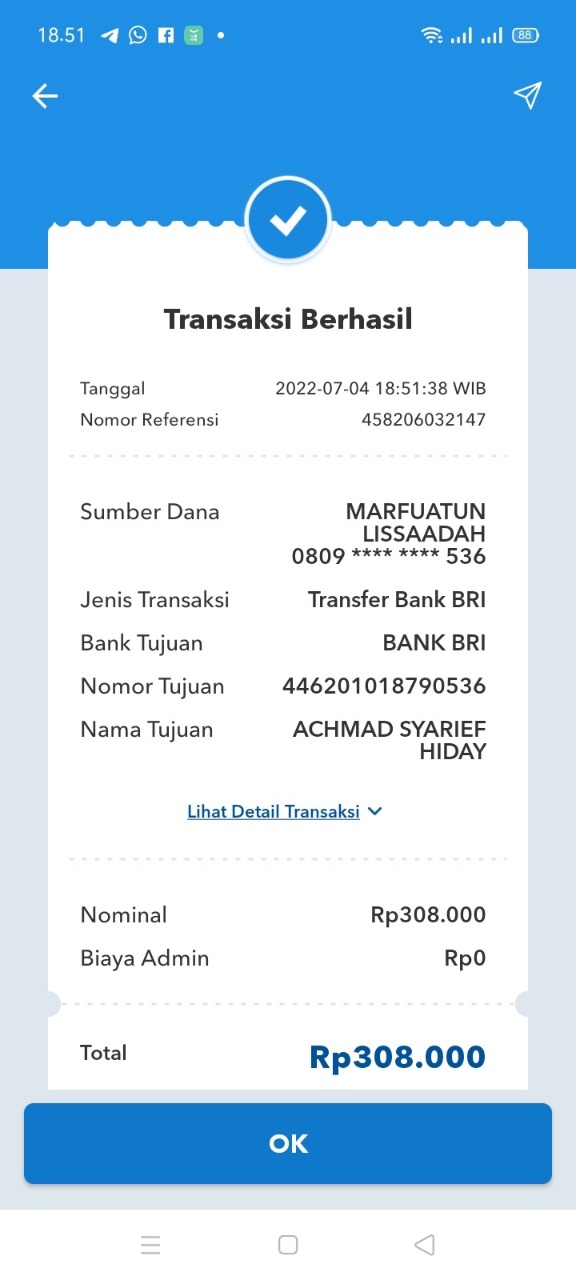 18.51
88
Transaksi Berhasil
Tanggal 2022-07-04 18:51:38 WIB
Nomor Referensi 458206032147
Sumber Dana MARFUATUN
LISSAADAH
0809 **** **** 536
Jenis Transaksi Transfer Bank BRI
Bank Tujuan BANK BRI
Nomor Tujuan 446201018790536
Nama Tujuan ACHMAD SYARIEF
HIDAY
Lihat Detail Transaksi
Nominal Rp308.000
Biaya Admin Rp0
Total Rp308.000
OK